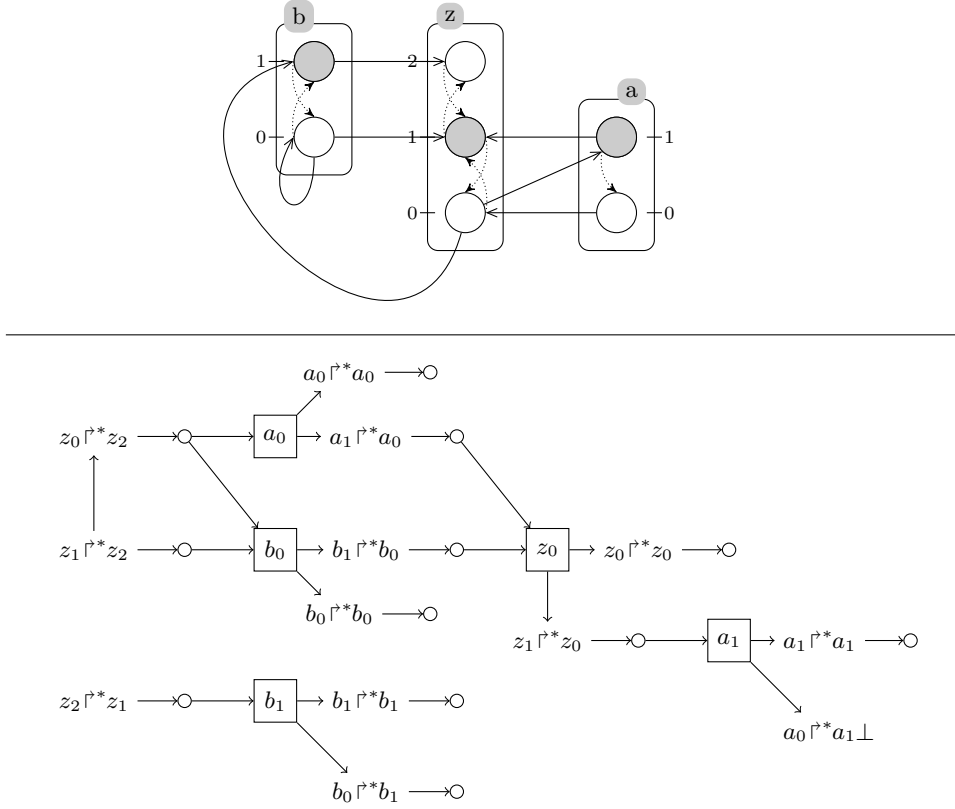 b z
a
1 2
0 1 1
0 0
a₀ ↱* a₀
z₀ ↱* z₂ a₀ a₁ ↱* a₀
z₁ ↱* z₂ b₀ b₁ ↱* b₀ z₀ z₀ ↱* z₀
b₀ ↱* b₀
z₁ ↱* z₀ a₁ a₁ ↱* a₁
z₂ ↱* z₁ b₁ b₁ ↱* b₁
a₀ ↱* a₁⊥
b₀ ↱* b₁